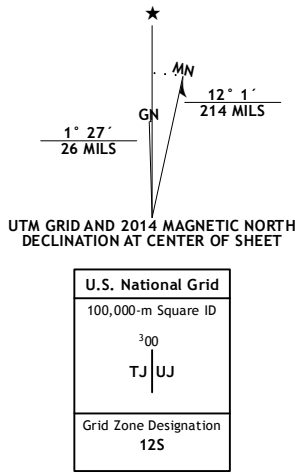 ★
MN
GN
12° 1´
214 MILS
1° 27´
26 MILS
UTM GRID AND 2014 MAGNETIC NORTH
DECLINATION AT CENTER OF SHEET
U.S. National Grid
100,000-m Square ID
³00
TJ UJ
Grid Zone Designation
12S